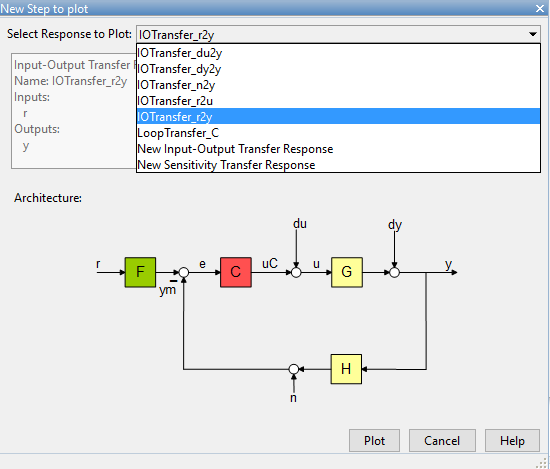 New Step to plot
Select Response to Plot: IOTransfer_r2y
IOTransfer_du2y
IOTransfer_dy2y
IOTransfer_n2y
IOTransfer_r2u
IOTransfer_r2y
LoopTransfer_C
New Input-Output Transfer Response
New Sensitivity Transfer Response
Input-Output Transfer
Name: IOTransfer_r2y
Inputs:
r
Outputs:
y
Architecture:
du
dy
r
F
e
C
uC
u
G
y
ym
H
n
Plot
Cancel
Help